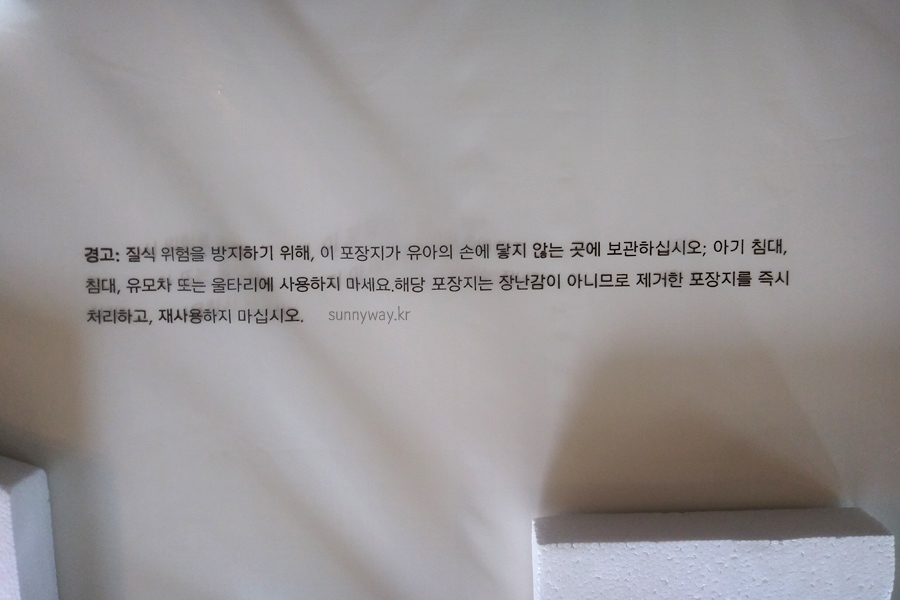 경고: 질식 위험을 방지하기 위해, 이 포장지가 유아의 손에 닿지 않는 곳에 보관하십시오; 아기 침대,
침대, 유모차 또는 울타리에 사용하지 마세요.해당 포장지는 장난감이 아니므로 제거한 포장지를 즉시
처리하고, 재사용하지 마십시오. sunnyway.kr